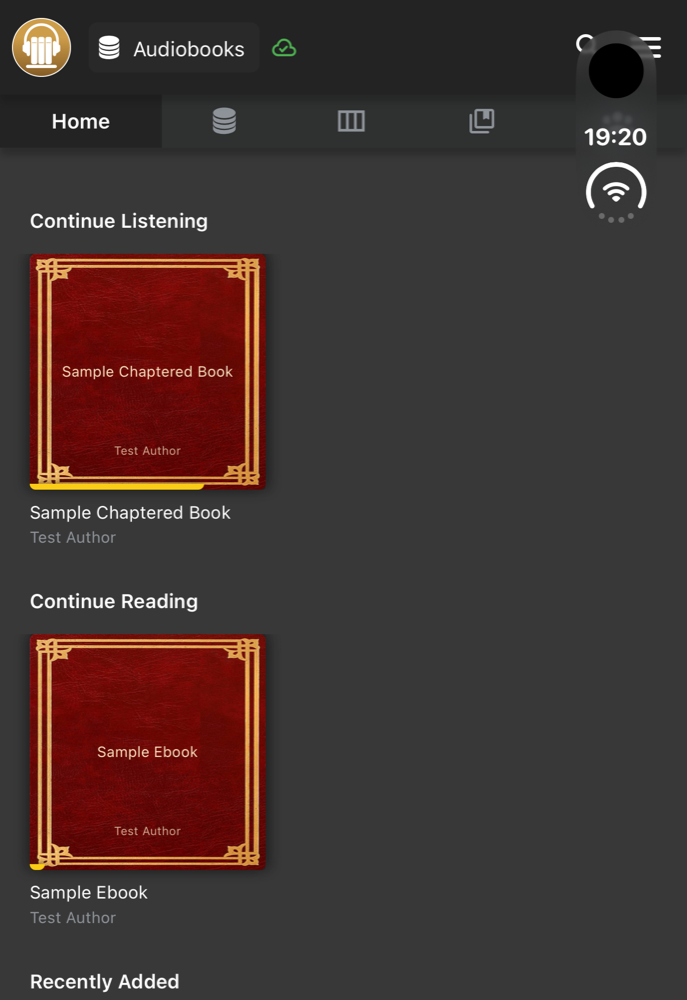 Audiobooks
Home
19:20
Continue Listening
Sample Chaptered Book
Test Author
Sample Chaptered Book
Test Author
Continue Reading
Sample Ebook
Test Author
Sample Ebook
Test Author
Recently Added